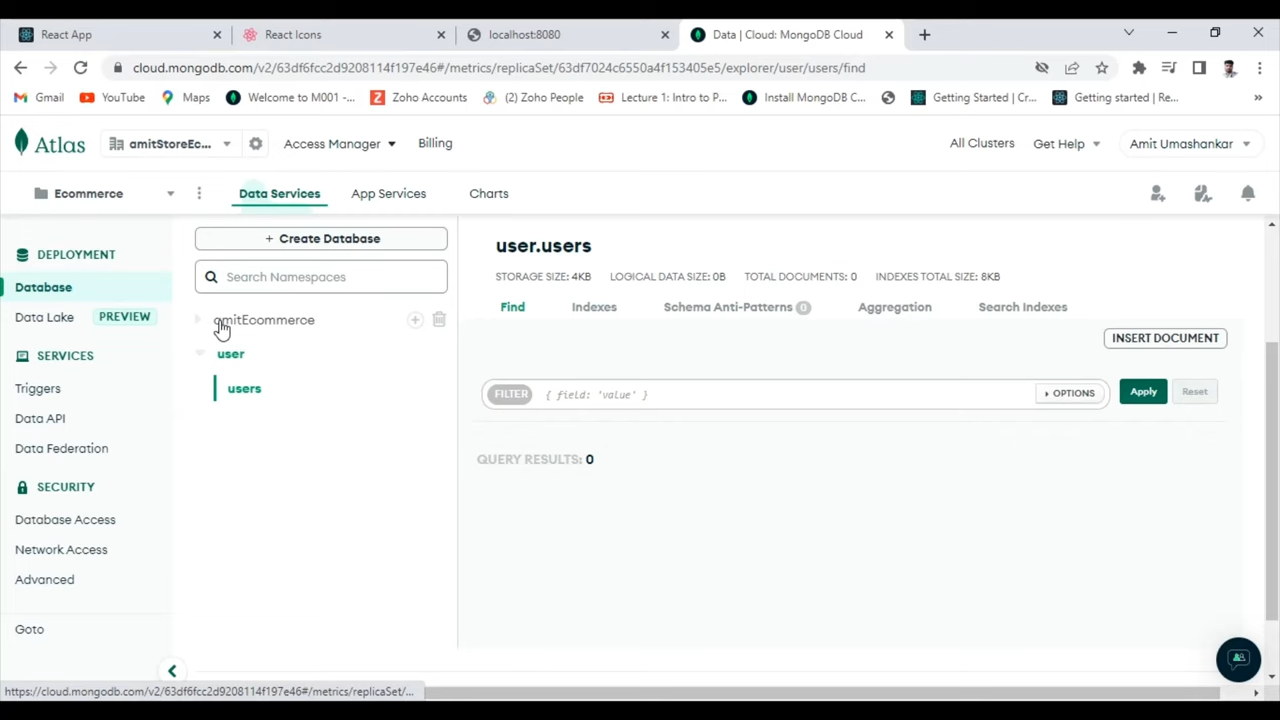 React App
React Icons
localhost:8080
Data | Cloud: MongoDB Cloud
cloud.mongodb.com/v2/63df6fcc2d9208114f197e46#/metrics/replicaSet/63df7024c6550a4f153405e5/explorer/user/users/find
Gmail
YouTube
Maps
Welcome to M001 -...
Zoho Accounts
(2) Zoho People
Lecture 1: Intro to P...
Install MongoDB C...
Getting Started | Cr...
Getting started | Re...
»
Atlas
amitStoreEc...
Access Manager
Billing
All Clusters
Get Help
Amit Umashankar
Ecommerce
Data Services
App Services
Charts
DEPLOYMENT
Database
Data Lake
PREVIEW
SERVICES
Triggers
Data API
Data Federation
SECURITY
Database Access
Network Access
Advanced
Goto
+ Create Database
Search Namespaces
amitEcommerce
user
users
user.users
STORAGE SIZE: 4KB
LOGICAL DATA SIZE: 0B
TOTAL DOCUMENTS: 0
INDEXES TOTAL SIZE: 8KB
Find
Indexes
Schema Anti-Patterns 0
Aggregation
Search Indexes
INSERT DOCUMENT
FILTER
{ field: 'value' }
OPTIONS
Apply
Reset
QUERY RESULTS: 0
https://cloud.mongodb.com/v2/63df6fcc2d9208114f197e46#/metrics/replicaSet/...